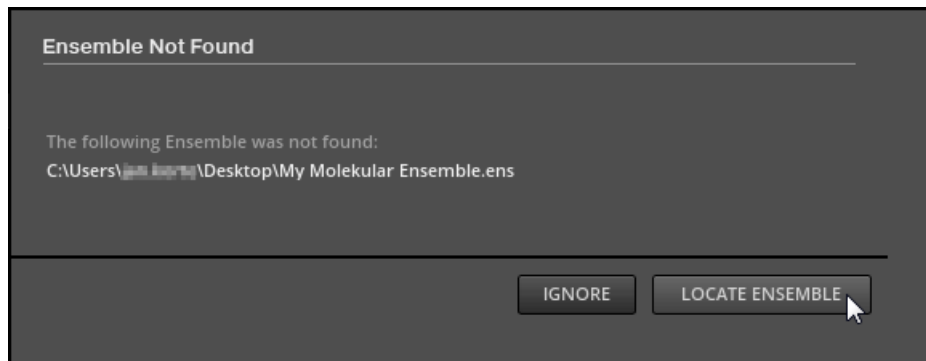 Ensemble Not Found
The following Ensemble was not found:
C:\Users\ \Desktop\My Molekular Ensemble.ens
IGNORE LOCATE ENSEMBLE